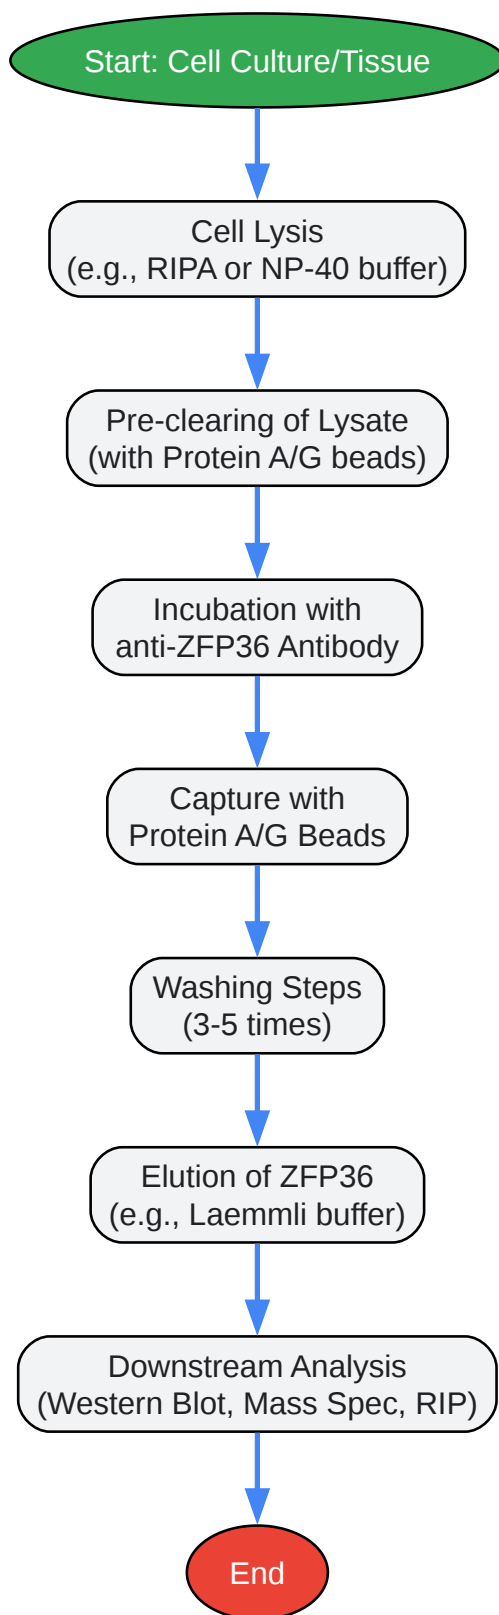 Start: Cell Culture/Tissue
Cell Lysis
(e.g., RIPA or NP-40 buffer)
Pre-clearing of Lysate
(with Protein A/G beads)
Incubation with
anti-ZFP36 Antibody
Capture with
Protein A/G Beads
Washing Steps
(3-5 times)
Elution of ZFP36
(e.g., Laemmli buffer)
Downstream Analysis
(Western Blot, Mass Spec, RIP)
End